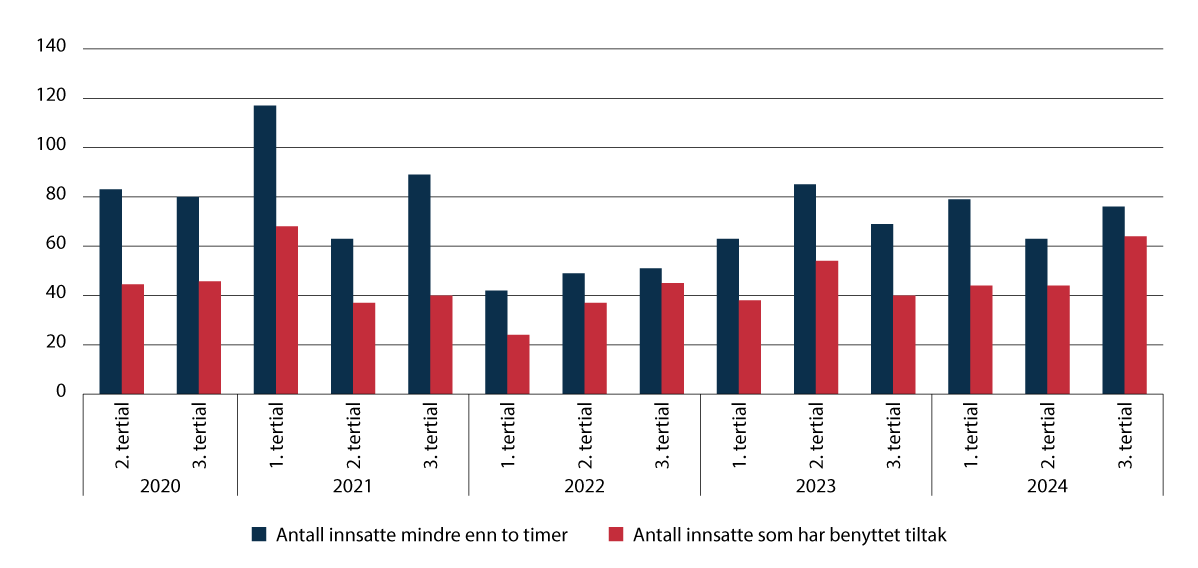 140
120
100
80
60
40
20
0
2. tertial 3. tertial 1. tertial 2. tertial 3. tertial 1. tertial 2. tertial 3. tertial 1. tertial 2. tertial 3. tertial 1. tertial 2. tertial 3. tertial
2020 2021 2022 2023 2024
Antall innsatte mindre enn to timer Antall innsatte som har benyttet tiltak